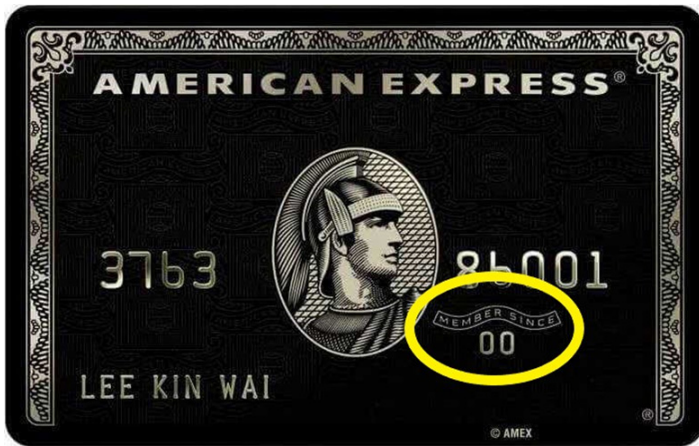 AMERICAN EXPRESS®
3763 86001
MEMBER SINCE
00
LEE KIN WAI
®
© AMEX